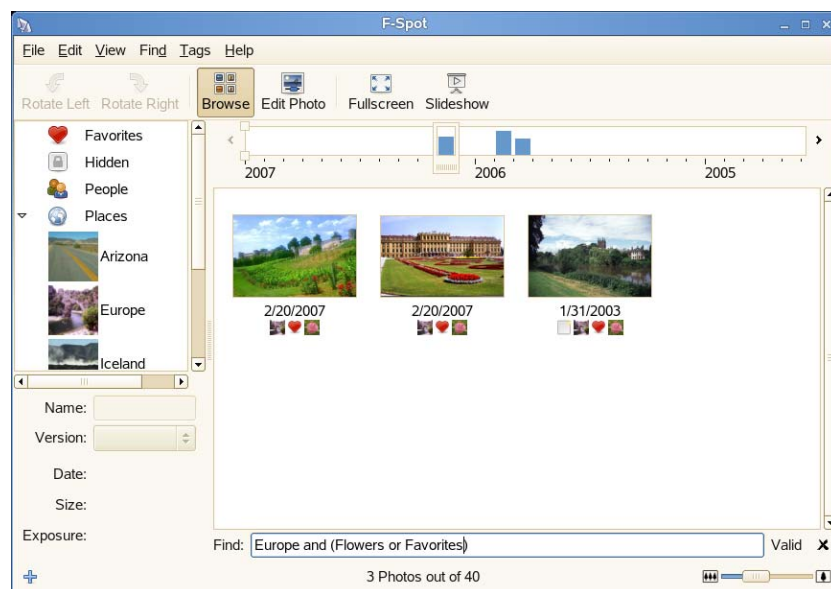 F-Spot
File Edit View Find Tags Help
Rotate Left Rotate Right Browse Edit Photo Fullscreen Slideshow
Favorites
Hidden
People
Places
Arizona
Europe
Iceland
2007 2006 2005
2/20/2007 2/20/2007 1/31/2003
Name:
Version:
Date:
Size:
Exposure:
Find: Europe and (Flowers or Favorites) Valid
3 Photos out of 40